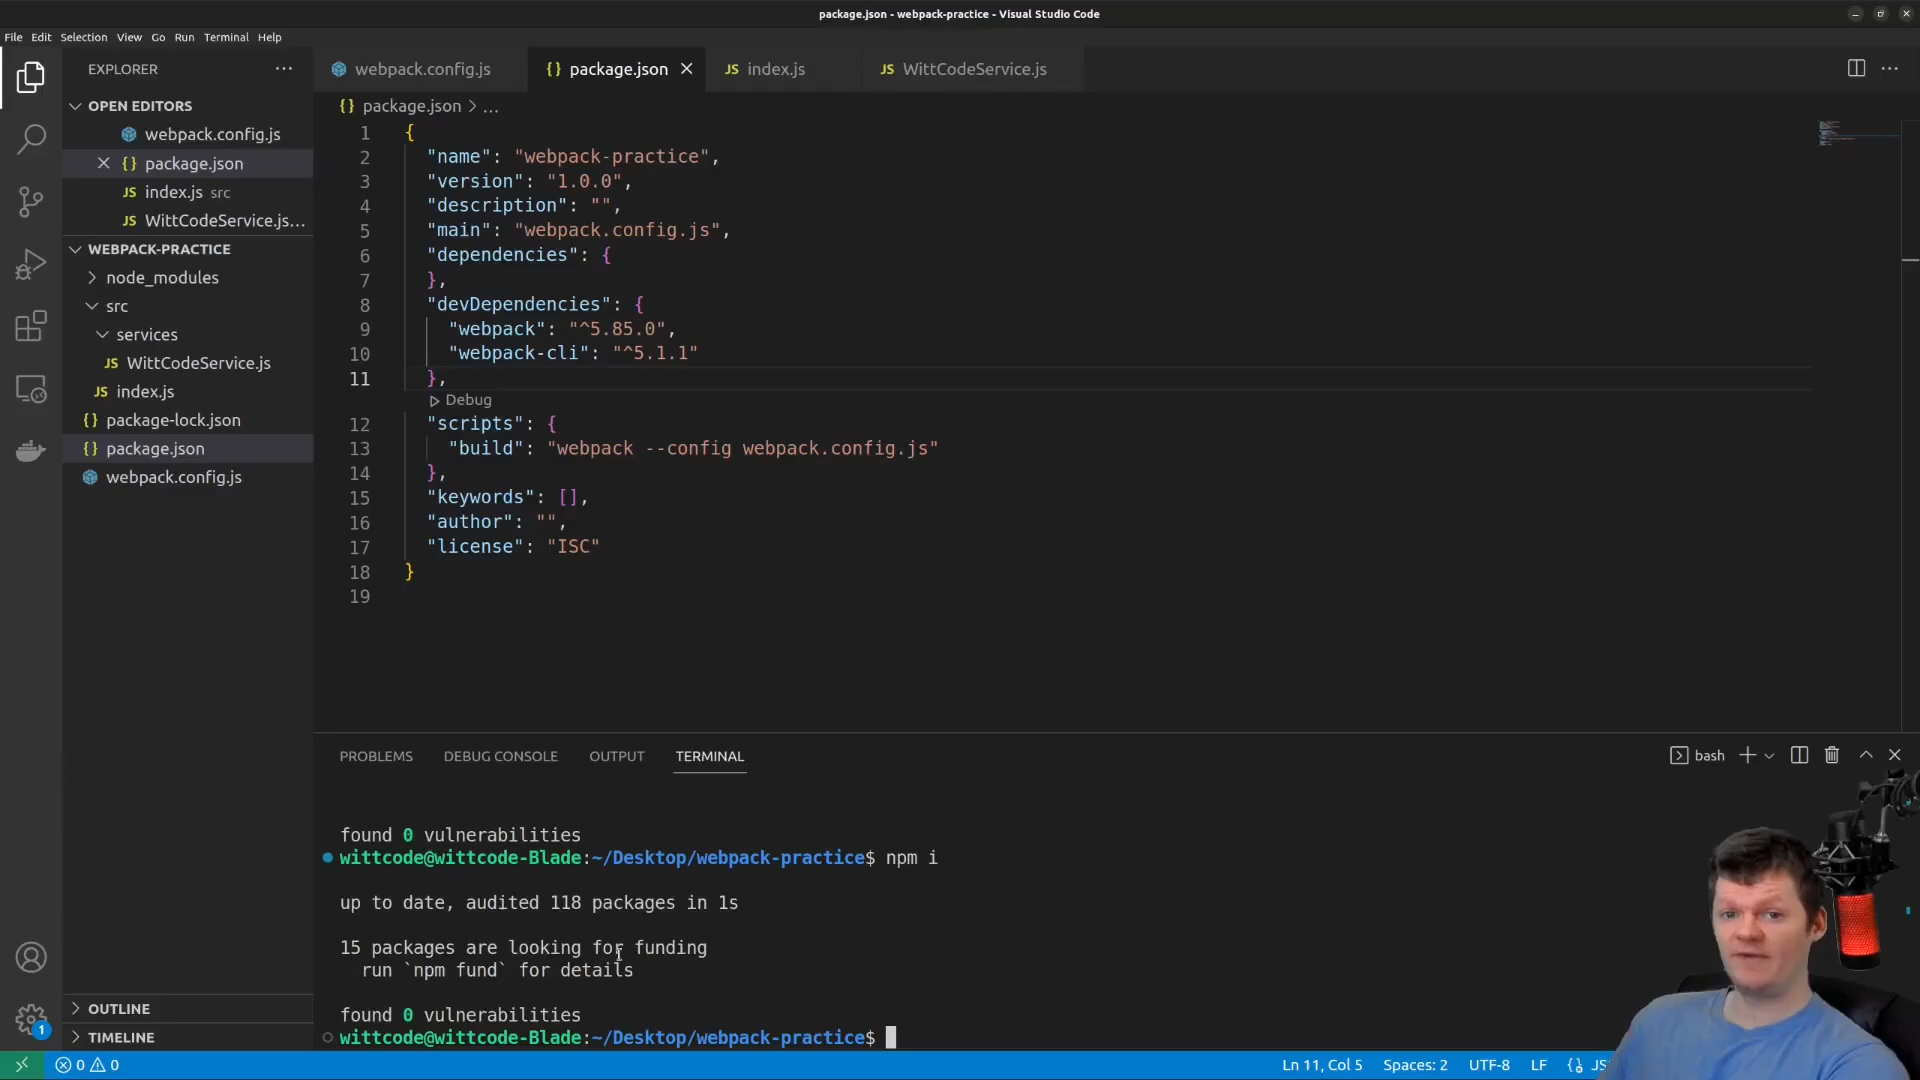 package.json - webpack-practice - Visual Studio Code
File Edit Selection View Go Run Terminal Help
EXPLORER
OPEN EDITORS
webpack.config.js
package.json
index.js src
WittCodeService.js...
WEBPACK-PRACTICE
node_modules
src
services
WittCodeService.js
index.js
package-lock.json
package.json
webpack.config.js
OUTLINE
TIMELINE
1
webpack.config.js
package.json
index.js
WittCodeService.js
package.json > ...
1 {
2 "name": "webpack-practice",
3 "version": "1.0.0",
4 "description": "",
5 "main": "webpack.config.js",
6 "dependencies": {
7 },
8 "devDependencies": {
9 "webpack": "^5.85.0",
10 "webpack-cli": "^5.1.1"
11 },
Debug
12 "scripts": {
13 "build": "webpack --config webpack.config.js"
14 },
15 "keywords": [],
16 "author": "",
17 "license": "ISC"
18 }
19
PROBLEMS DEBUG CONSOLE OUTPUT TERMINAL
bash
found 0 vulnerabilities
wittcode@wittcode-Blade:~/Desktop/webpack-practice$ npm i
up to date, audited 118 packages in 1s
15 packages are looking for funding
run `npm fund` for details
found 0 vulnerabilities
wittcode@wittcode-Blade:~/Desktop/webpack-practice$
0 0
Ln 11, Col 5 Spaces: 2 UTF-8 LF {} JS